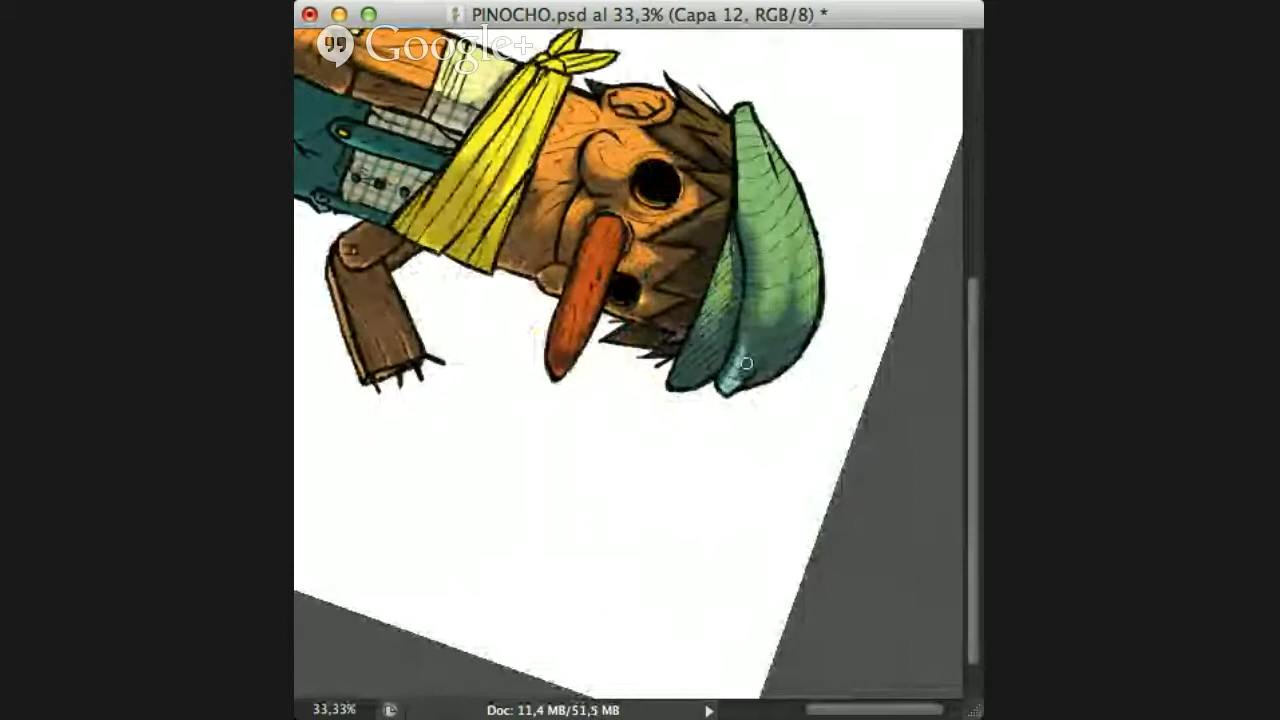 PINOCHO.psd al 33,3% (Capa 12, RGB/8) *
Google+
33,33%
Doc: 11,4 MB/51,5 MB